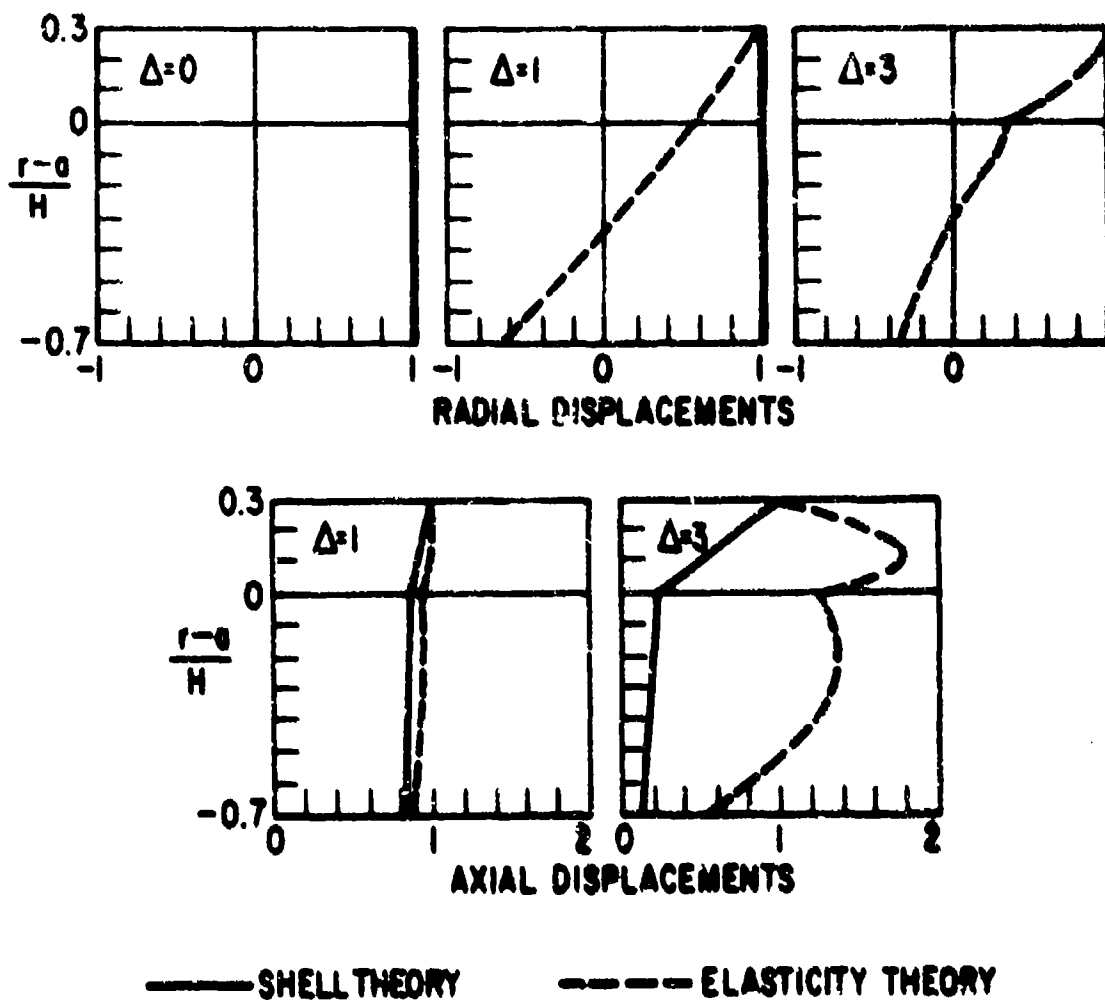 0.3
Δ=0
Δ=1
Δ=3
0
r-a
H
-0.7
-1 0 1 -1 0 1 -1 0
RADIAL DISPLACEMENTS
0.3
Δ=1
Δ=3
0
r-a
H
-0.7
0 1 2 0 1 2
AXIAL DISPLACEMENTS
SHELL THEORY
ELASTICITY THEORY